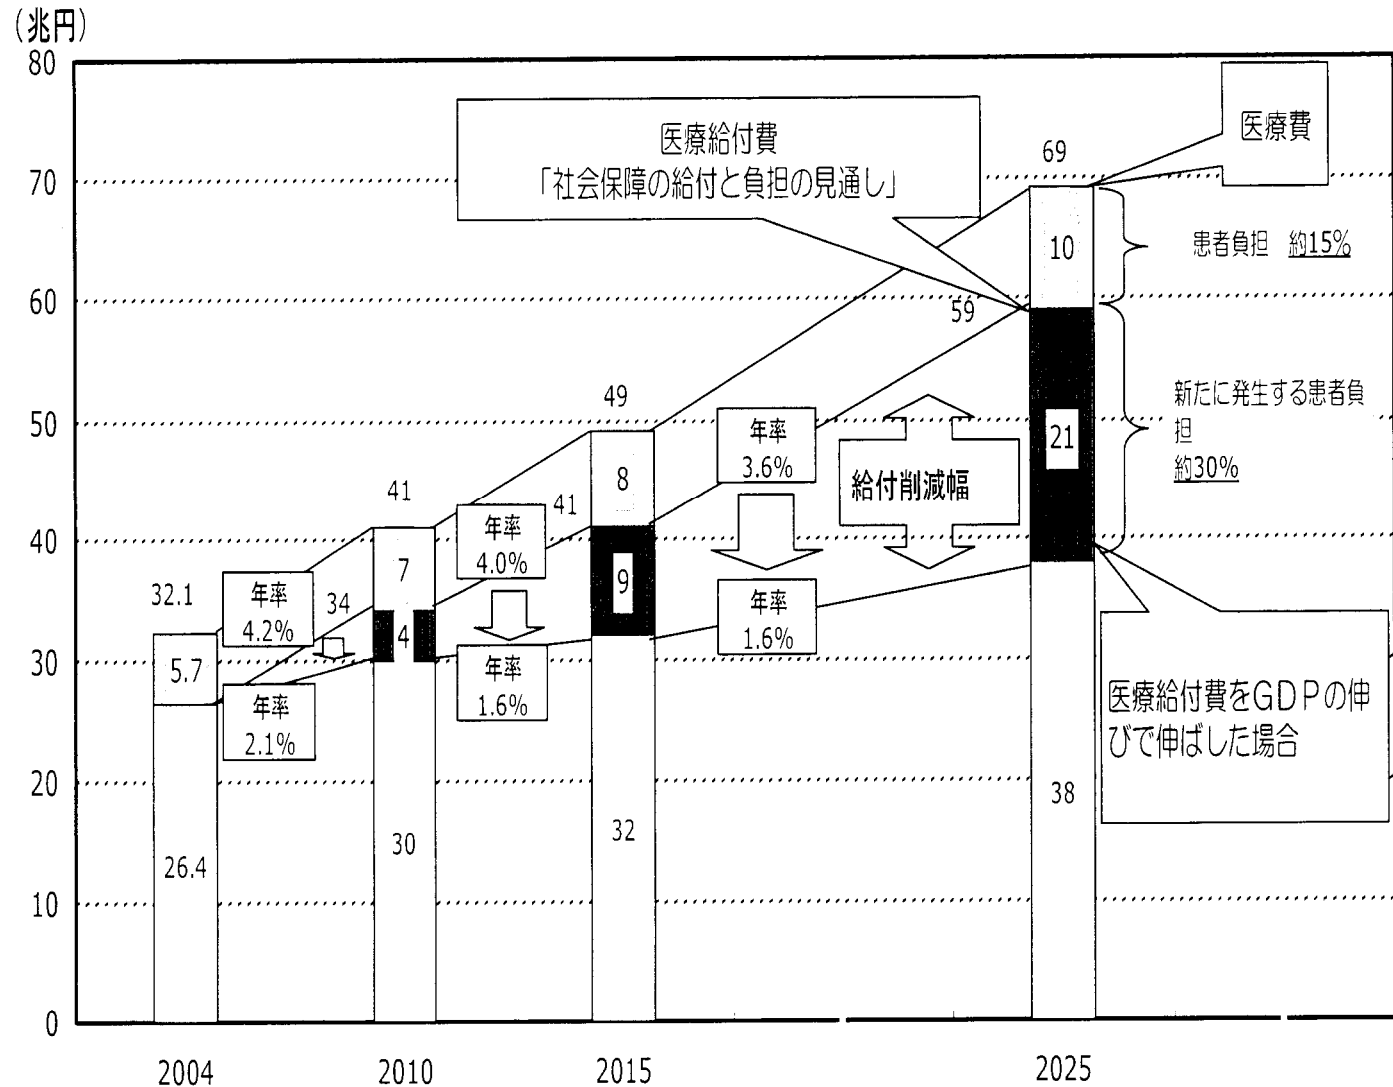 (兆円)
80
70
60
50
40
30
20
10
0
医療給付費
「社会保障の給付と負担の見通し」
医療費
69
10
患者負担 約15%
59
新たに発生する患者負
担
約30%
21
49
年率
3.6%
給付削減幅
8
41
41
年率
4.0%
9
7
32.1
年率
4.2%
34
4
年率
1.6%
5.7
年率
1.6%
年率
2.1%
医療給付費をGDPの伸
びで伸ばした場合
38
32
30
26.4
2004
2010
2015
2025